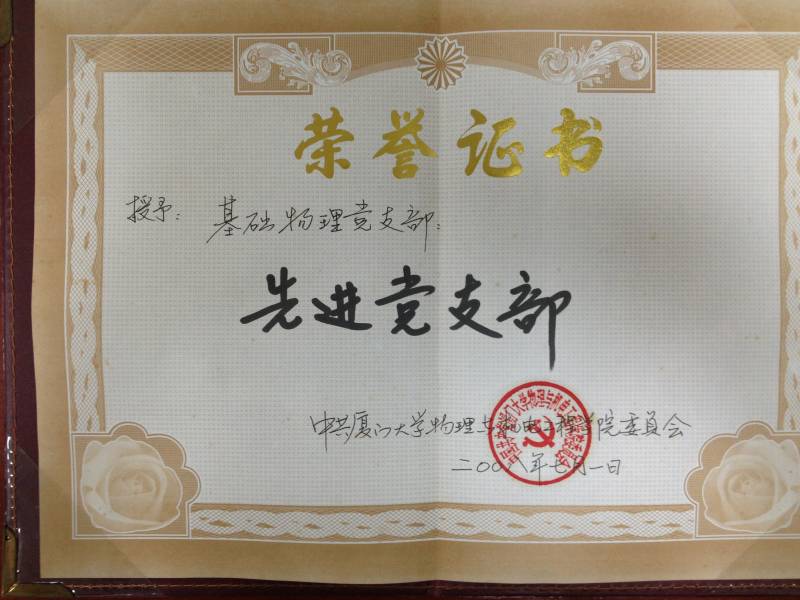 荣誉证书
授予：基础物理党支部：
先进党支部
中共厦门大学物理与机电工程学院委员会
二00八年七月一日